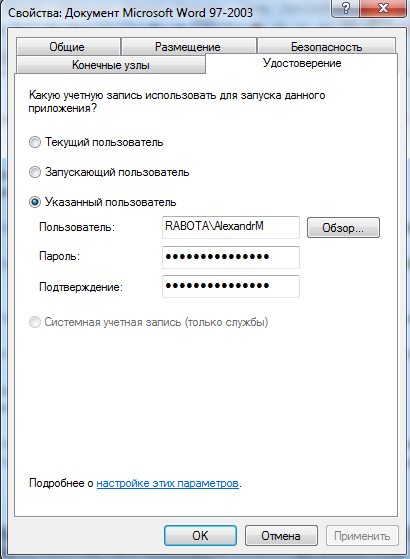 Свойства: Документ Microsoft Word 97-2003
?
Общие Размещение Безопасность
Конечные узлы Удостоверение
Какую учетную запись использовать для запуска данного
приложения?
Текущий пользователь
Запускающий пользователь
Указанный пользователь
Пользователь: RABOTA\AlexandrM Обзор...
Пароль: ●●●●●●●●●●●●●●●
Подтверждение: ●●●●●●●●●●●●●●●
Системная учетная запись (только службы)
Подробнее о настройке этих параметров.
OK Отмена Применить